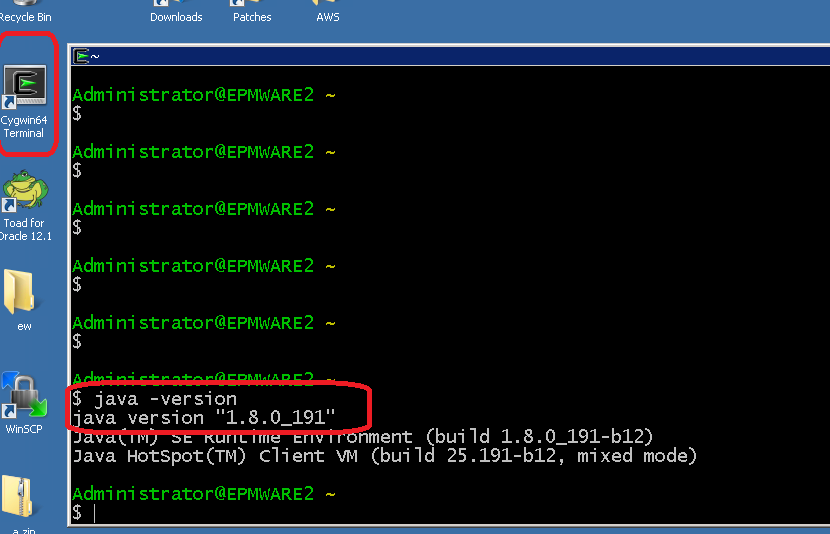 Recycle Bin
Downloads
Patches
AWS
~
Cygwin64
Terminal
Toad for
Oracle 12.1
ew
WinSCP
a.zip
Administrator@EPMWARE2 ~
$
Administrator@EPMWARE2 ~
$
Administrator@EPMWARE2 ~
$
Administrator@EPMWARE2 ~
$
Administrator@EPMWARE2 ~
$
Administrator@EPMWARE2 ~
$ java -version
java version "1.8.0_191"
Java(TM) SE Runtime Environment (build 1.8.0_191-b12)
Java HotSpot(TM) Client VM (build 25.191-b12, mixed mode)
Administrator@EPMWARE2 ~
$